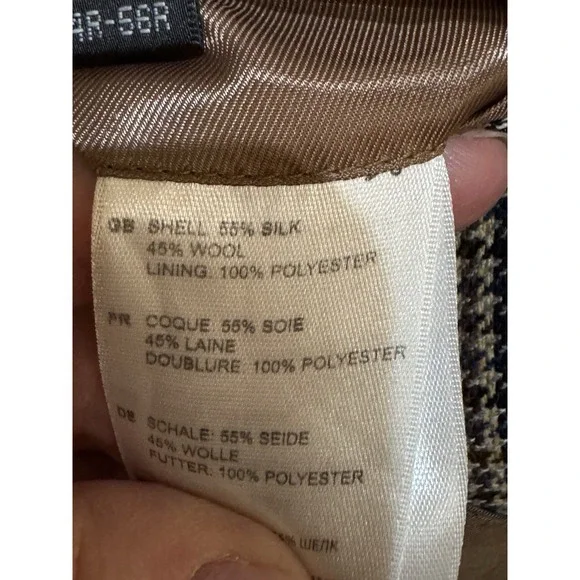 4R-56R
GB SHELL 55% SILK
45% WOOL
LINING: 100% POLYESTER
FR COQUE: 55% SOIE
45% LAINE
DOUBLURE: 100% POLYESTER
DE SCHALE: 55% SEIDE
45% WOLLE
FUTTER: 100% POLYESTER
ШЕЛК